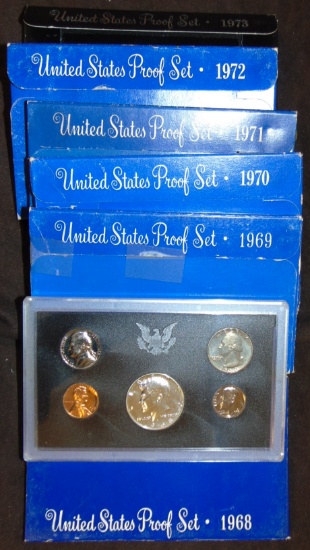 United States Proof Set · 1973
United States Proof Set · 1972
United States Proof Set · 1971
United States Proof Set · 1970
United States Proof Set · 1969
United States Proof Set · 1968